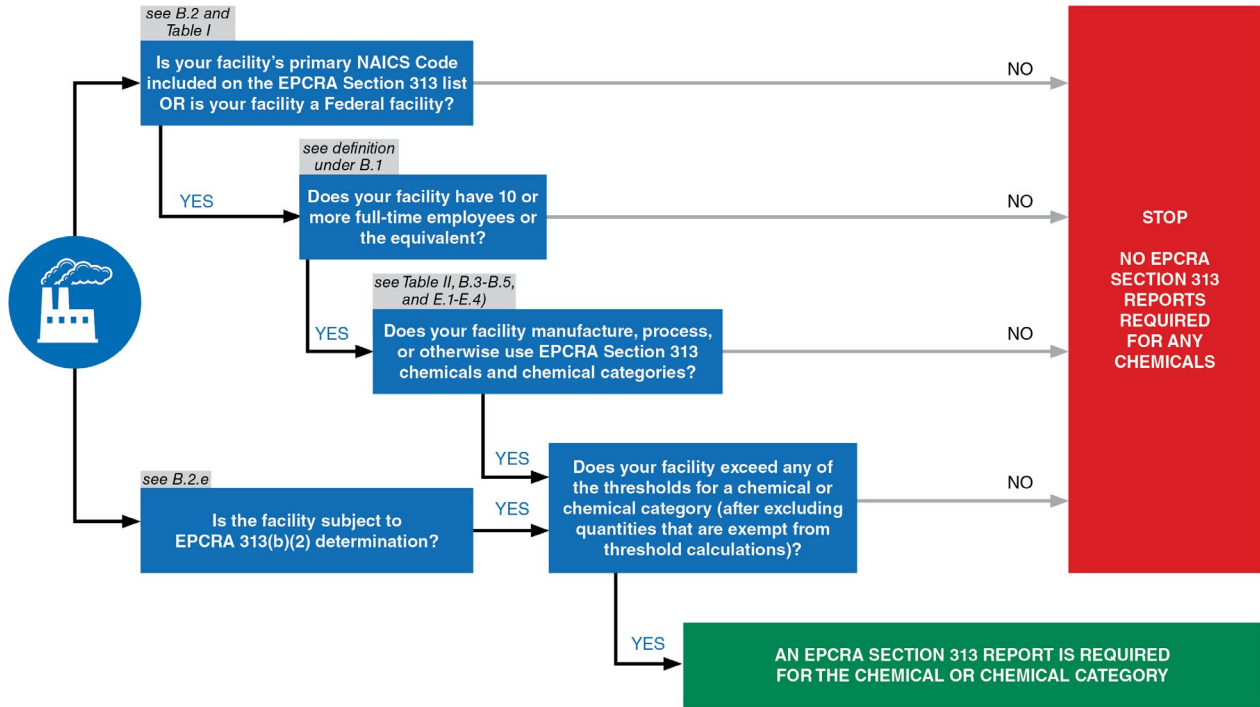 see B.2 and
Table I
Is your facility's primary NAICS Code
included on the EPCRA Section 313 list
OR is your facility a Federal facility?
NO
see definition
under B.1
YES
Does your facility have 10 or
more full-time employees or
the equivalent?
NO
see Table II, B.3-B.5,
and E.1-E.4)
YES
Does your facility manufacture, process,
or otherwise use EPCRA Section 313
chemicals and chemical categories?
NO
STOP
NO EPCRA
SECTION 313
REPORTS
REQUIRED
FOR ANY
CHEMICALS
see B.2.e
Is the facility subject to
EPCRA 313(b)(2) determination?
YES
YES
Does your facility exceed any of
the thresholds for a chemical or
chemical category (after excluding
quantities that are exempt from
threshold calculations)?
NO
YES
AN EPCRA SECTION 313 REPORT IS REQUIRED
FOR THE CHEMICAL OR CHEMICAL CATEGORY